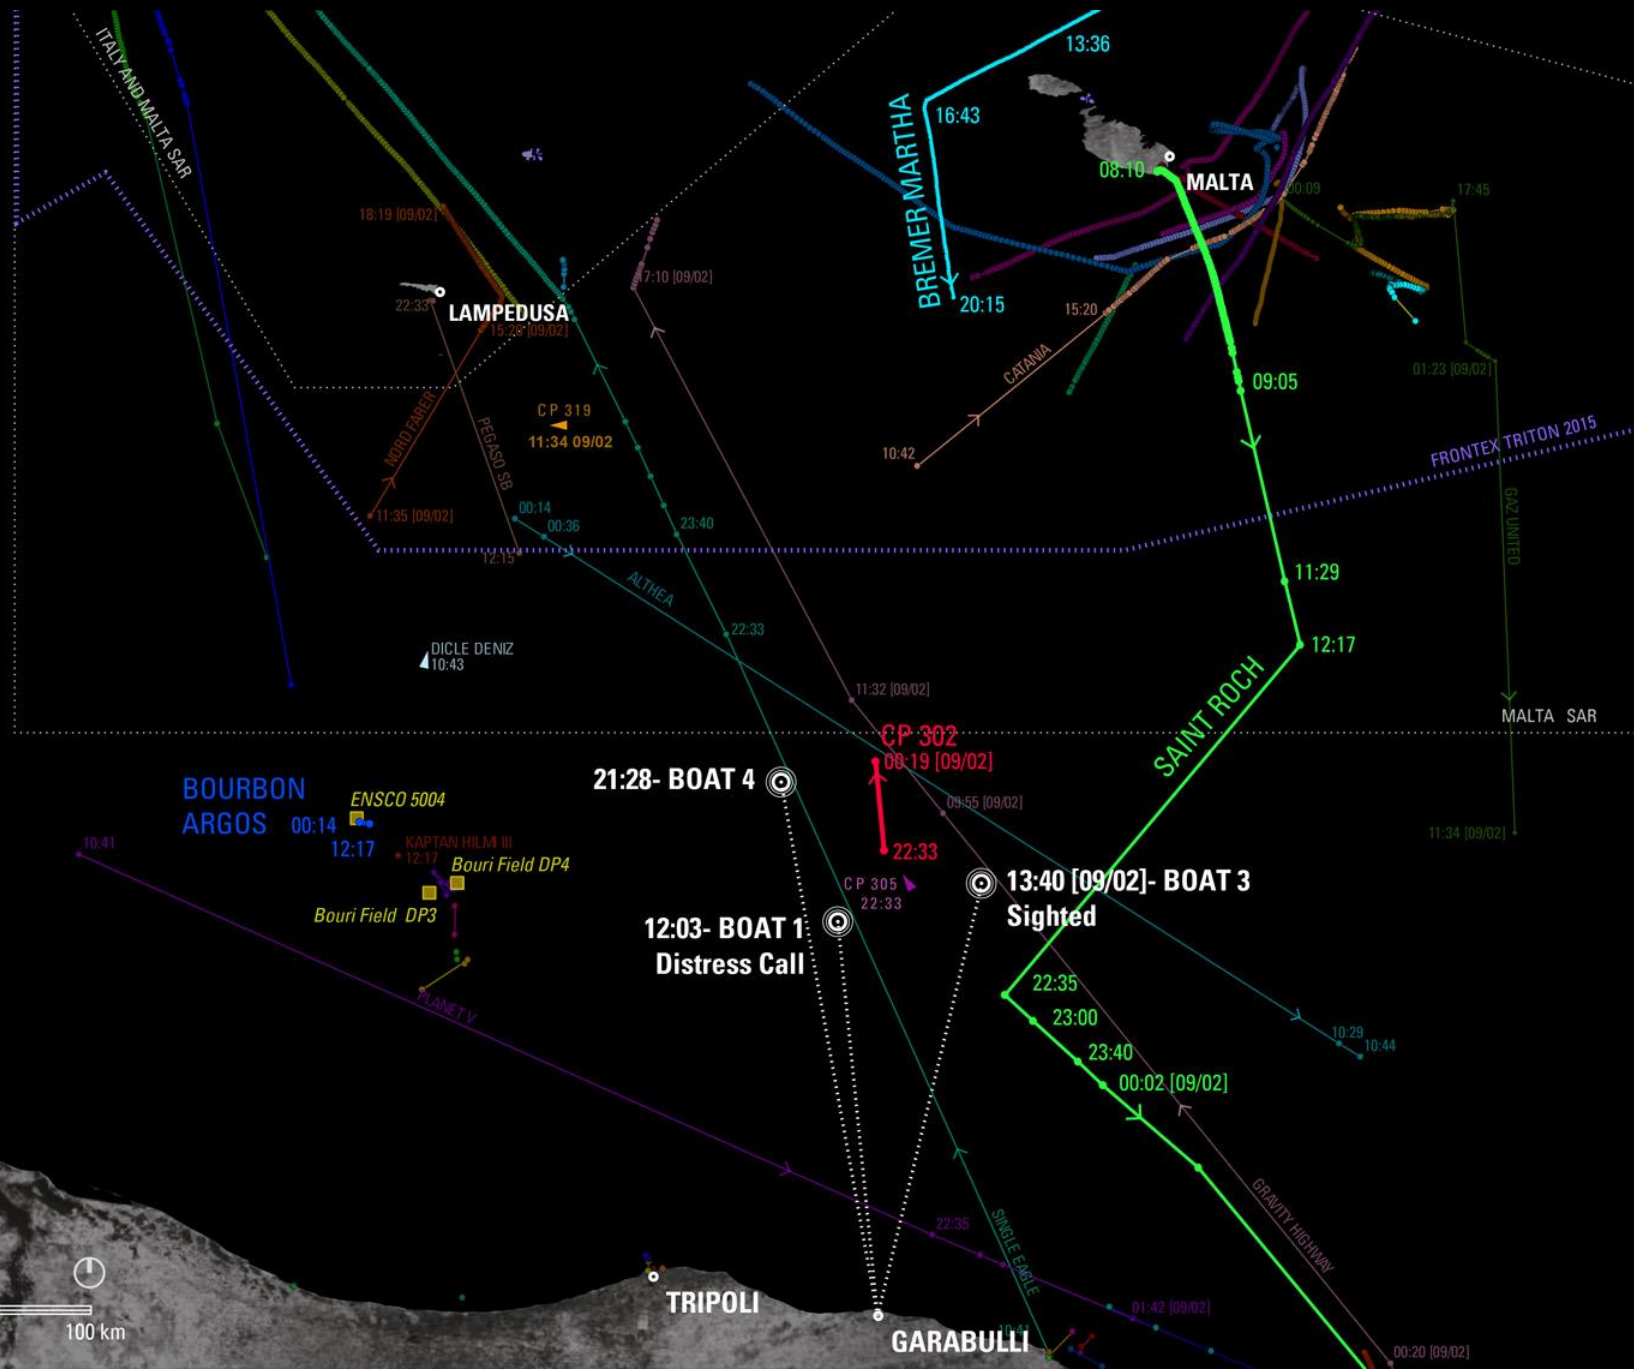 13:36
ITALY AND MALTA SAR
BREMER MARTHA
16:43
08:10
MALTA
00:09
17:45
18:19 [09/02]
17:10 [09/02]
22:33
LAMPEDUSA
15:20 [09/02]
20:15
15:20
CATANIA
09:05
01:23 [09/02]
NORD FARER
PEGASO SB
CP 319
11:34 09/02
10:42
FRONTEX TRITON 2015
11:35 [09/02]
00:14
00:36
23:40
GAZ UNITED
12:15
ALTHEA
11:29
22:33
12:17
DICLE DENIZ
10:43
11:32 [09/02]
SAINT ROCH
MALTA SAR
CP 302
00:19 [09/02]
21:28- BOAT 4
BOURBON
ARGOS
ENSCO 5004
00:14
09:55 [09/02]
10:41
12:17
KAPTAN HILMI III
12:17
11:34 [09/02]
22:33
Bouri Field DP4
CP 305
22:33
13:40 [09/02]- BOAT 3
Sighted
Bouri Field DP3
12:03- BOAT 1
Distress Call
22:35
PLANET V
23:00
10:29
10:44
23:40
00:02 [09/02]
GRAVITY HIGHWAY
22:35
SINGLE EAGLE
TRIPOLI
01:42 [09/02]
100 km
GARABULLI
10:41
00:20 [09/02]